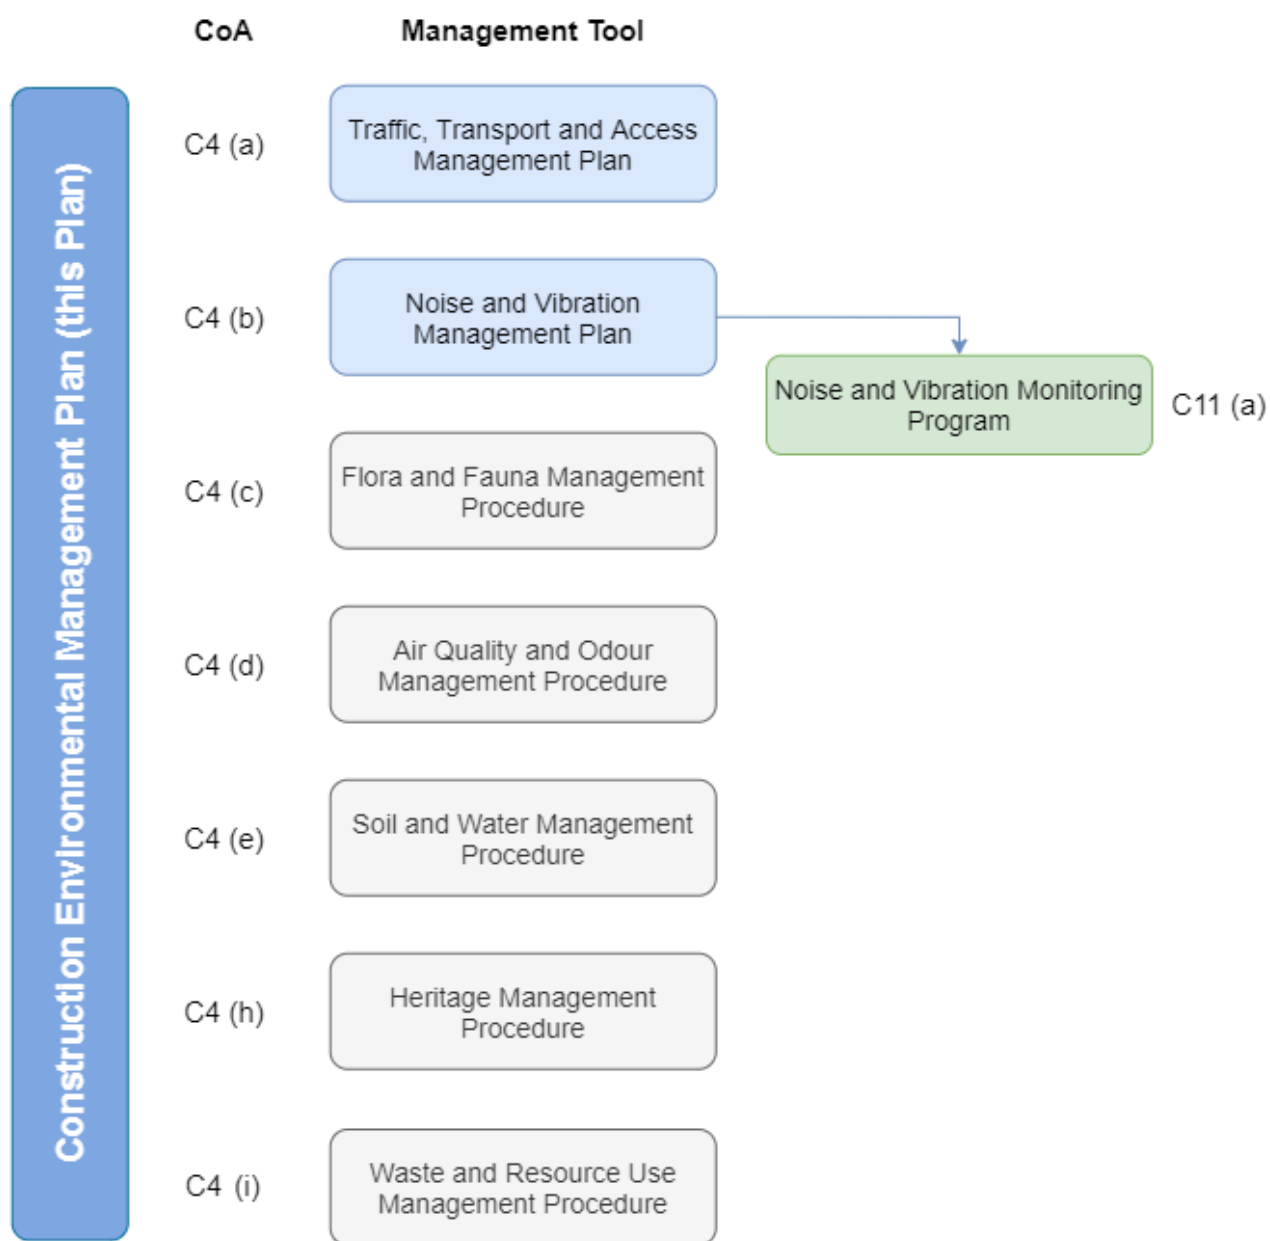 CoA Management Tool
Construction Environmental Management Plan (this Plan)
C4 (a)
Traffic, Transport and Access
Management Plan
C4 (b)
Noise and Vibration
Management Plan
Noise and Vibration Monitoring
Program
C11 (a)
C4 (c)
Flora and Fauna Management
Procedure
C4 (d)
Air Quality and Odour
Management Procedure
C4 (e)
Soil and Water Management
Procedure
C4 (h)
Heritage Management
Procedure
C4 (i)
Waste and Resource Use
Management Procedure